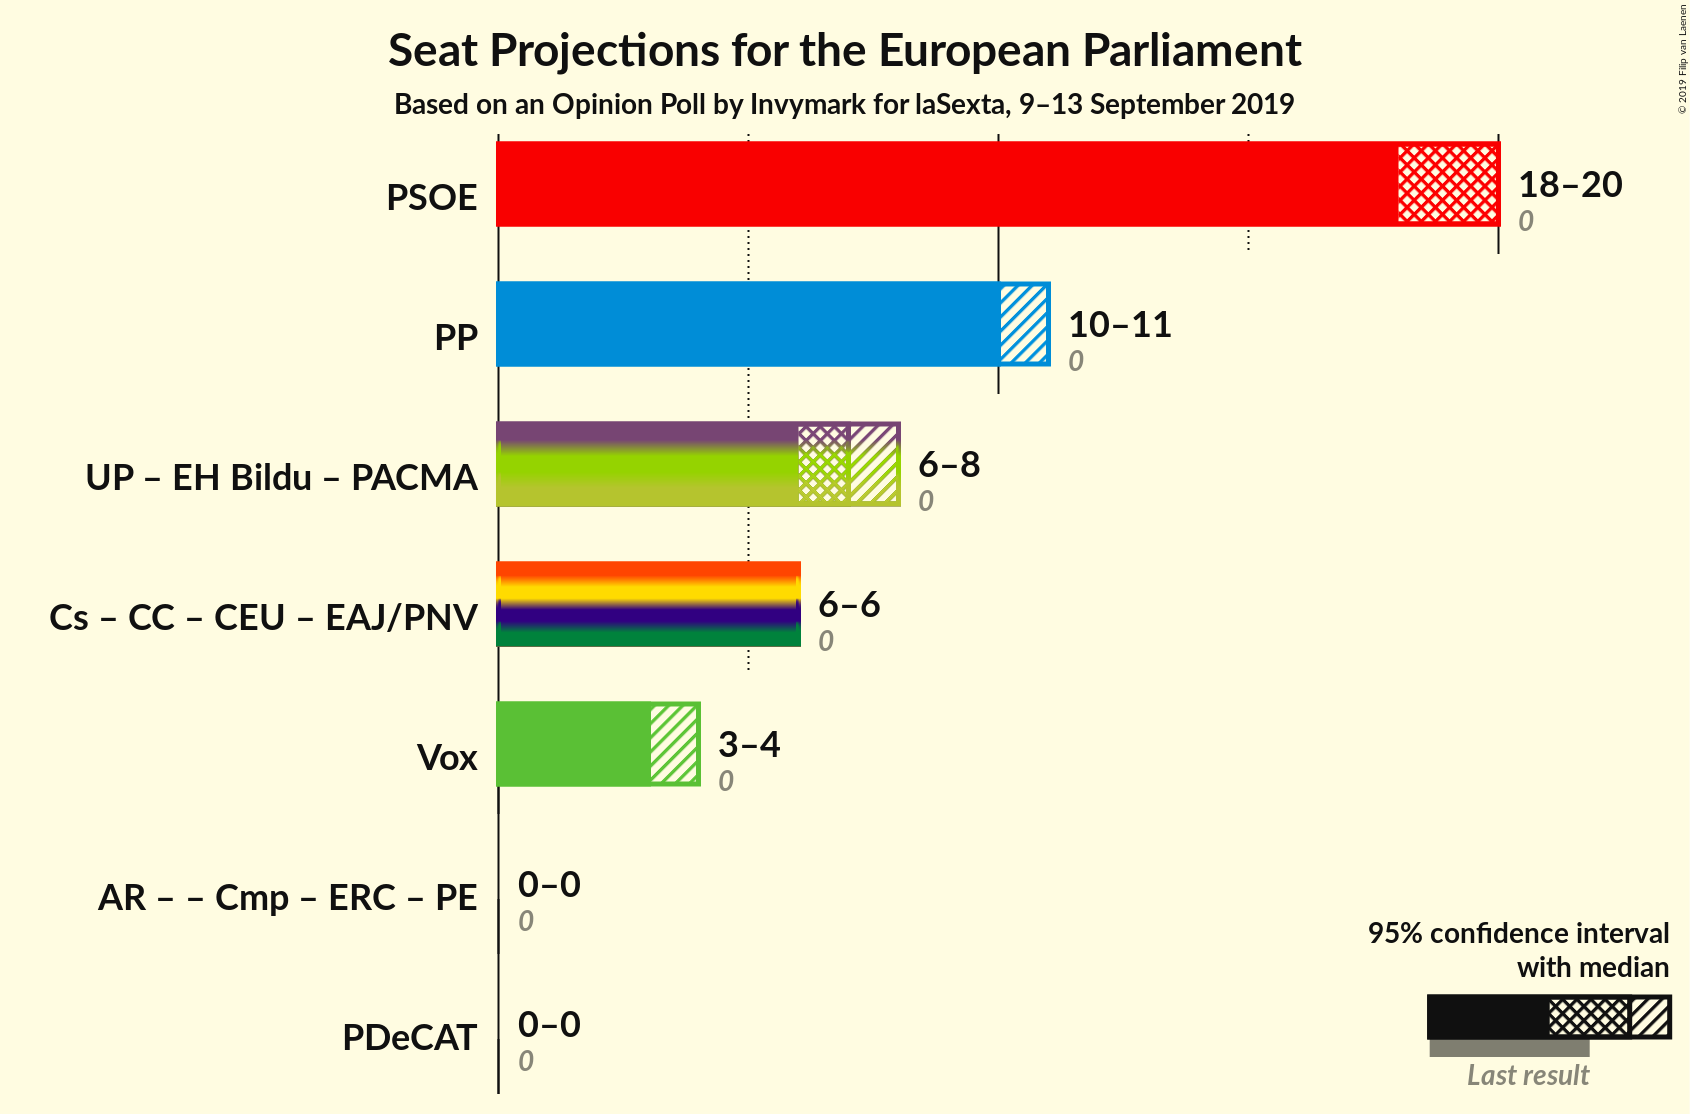 Seat Projections for the European Parliament
Based on an Opinion Poll by Invymark for laSexta, 9–13 September 2019
© 2019 Filip van Laenen
PSOE
18–20
0
PP
10–11
0
UP – EH Bildu – PACMA
6–8
0
Cs – CC – CEU – EAJ/PNV
6–6
0
Vox
3–4
0
AR – – Cmp – ERC – PE
0–0
0
PDeCAT
0–0
0
95% confidence interval
with median
Last result